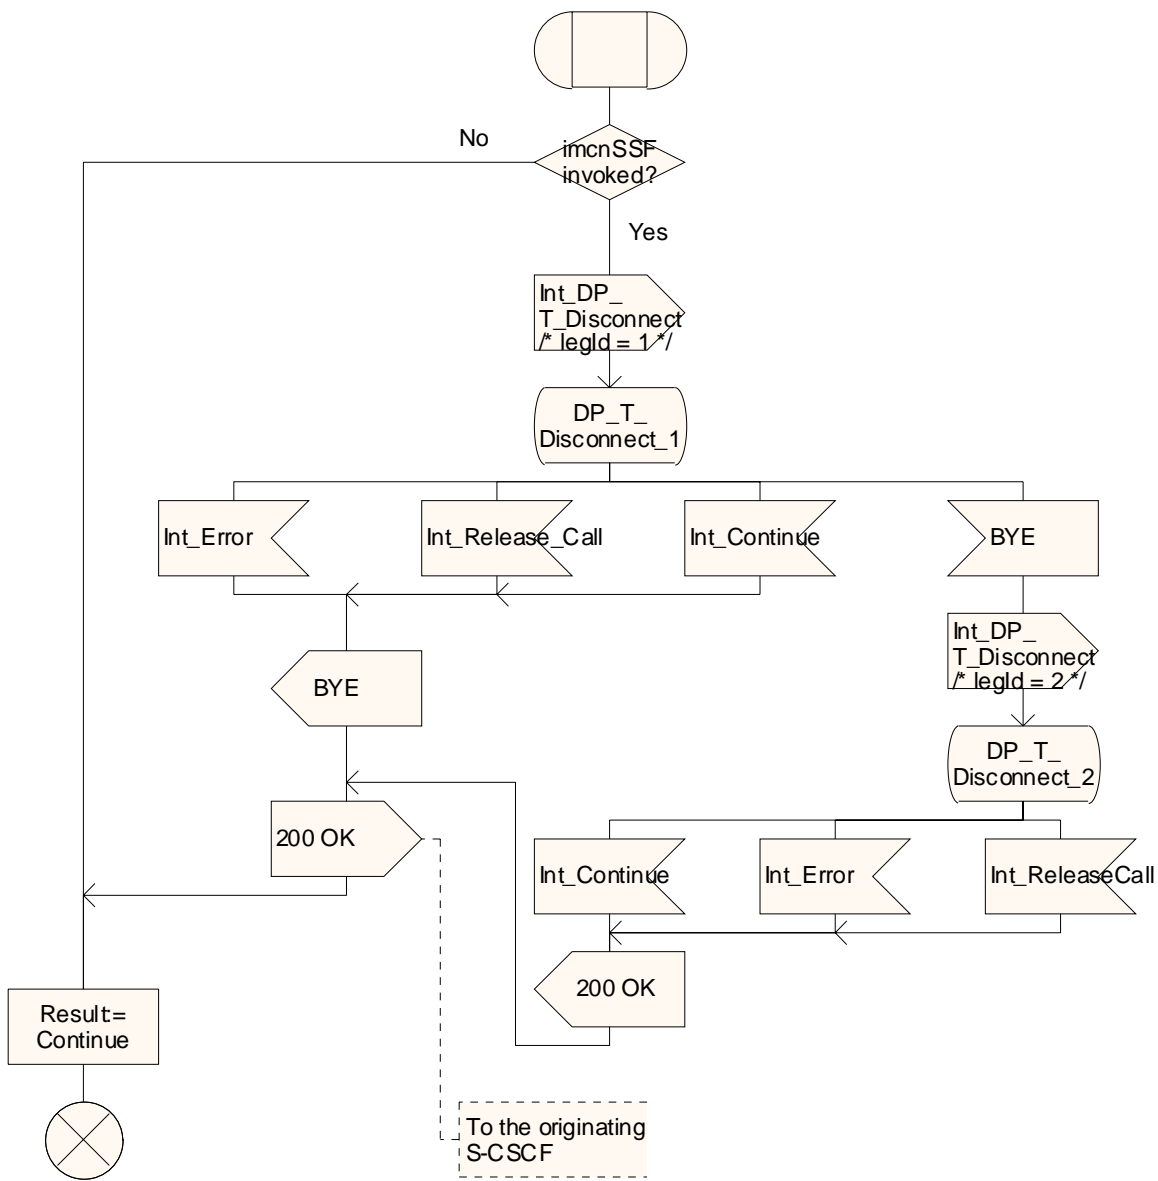 No
imcnSSF
invoked?
Yes
Int_DP_
T_Disconnect
/* legId = 1 */
DP_T_
Disconnect_1
Int_Error
Int_Release_Call
Int_Continue
BYE
Int_DP_
T_Disconnect
/* legId = 2 */
BYE
DP_T_
Disconnect_2
200 OK
Int_Continue
Int_Error
Int_ReleaseCall
200 OK
Result:=
Continue
To the originating
S-CSCF